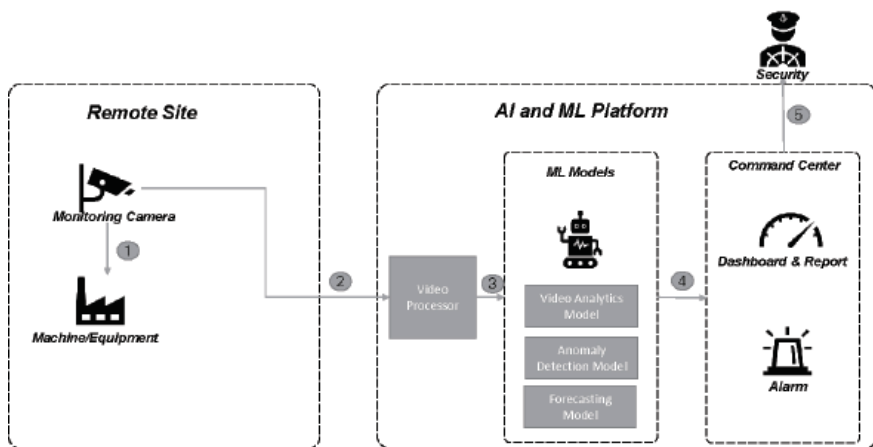 Security
Remote Site
AI and ML Platform
5
ML Models
Command Center
Monitoring Camera
1
2
Video
Processor
3
4
Dashboard & Report
Machine/Equipment
Video Analytics
Model
Anomaly
Detection Model
Forecasting
Model
Alarm